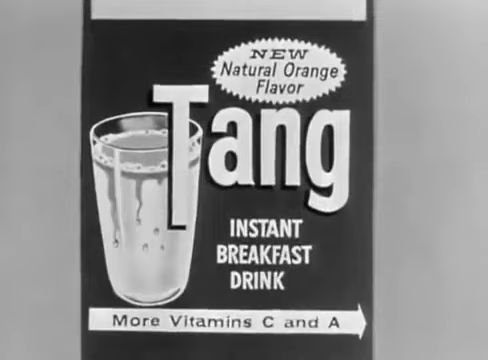 NEW
Natural Orange
Flavor
Tang
INSTANT
BREAKFAST
DRINK
More Vitamins C and A